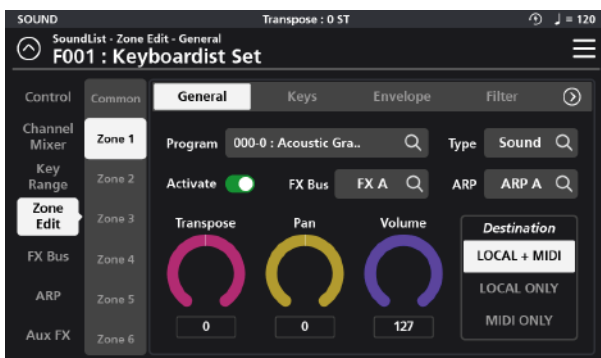 SOUND Transpose : 0 ST ♩ = 120
SoundList - Zone Edit - General
F001 : Keyboardist Set
Control
Channel
Mixer
Key
Range
Zone
Edit
FX Bus
ARP
Aux FX
Common
Zone 1
Zone 2
Zone 3
Zone 4
Zone 5
Zone 6
General Keys Envelope Filter
Program 000-0 : Acoustic Gra.. Type Sound
Activate FX Bus FX A ARP ARP A
Transpose Pan Volume
0 0 127
Destination
LOCAL + MIDI
LOCAL ONLY
MIDI ONLY